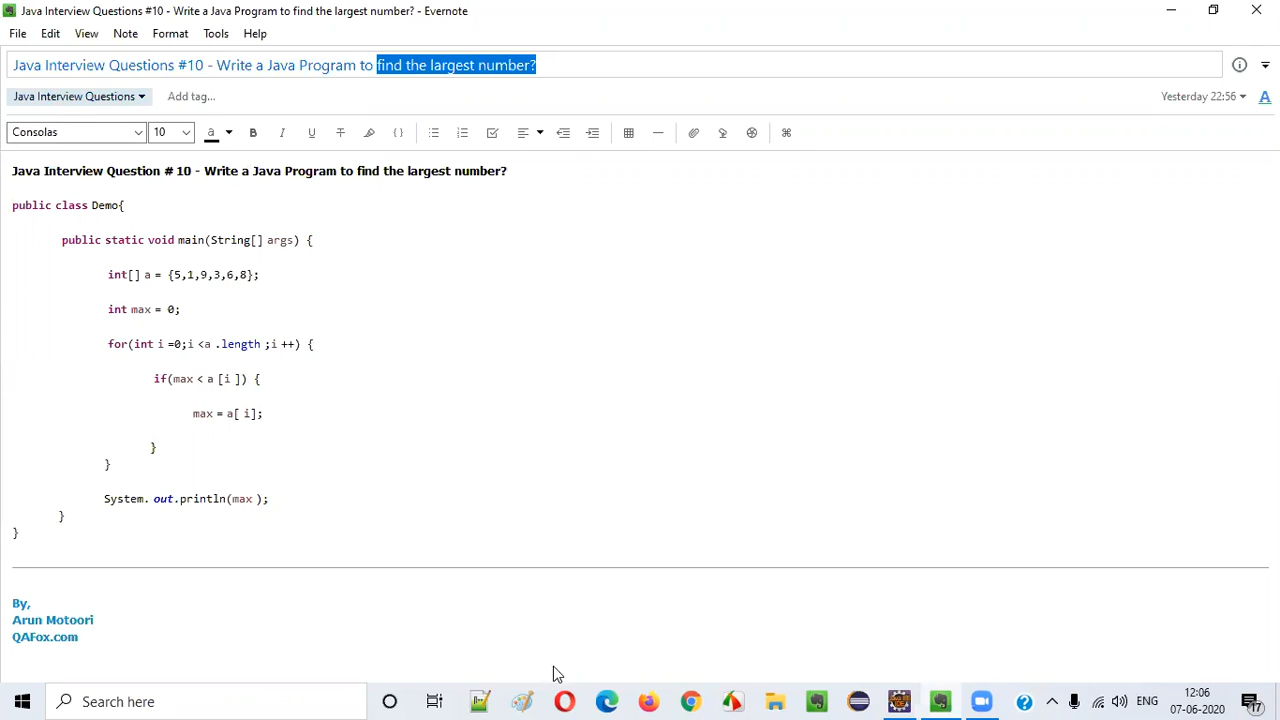 Java Interview Questions #10 - Write a Java Program to find the largest number? - Evernote
File Edit View Note Format Tools Help
Java Interview Questions #10 - Write a Java Program to find the largest number?
Java Interview Questions Add tag... Yesterday 22:56
Consolas 10 a B I U T { }
Java Interview Question # 10 - Write a Java Program to find the largest number?
public class Demo{
public static void main(String[] args) {
int[] a = {5,1,9,3,6,8};
int max = 0;
for(int i =0;i <a .length ;i ++) {
if(max < a [i ]) {
max = a[ i];
}
}
System. out.println(max );
}
}
By,
Arun Motoori
QAFox.com
Search here ENG 12:06
07-06-2020 17